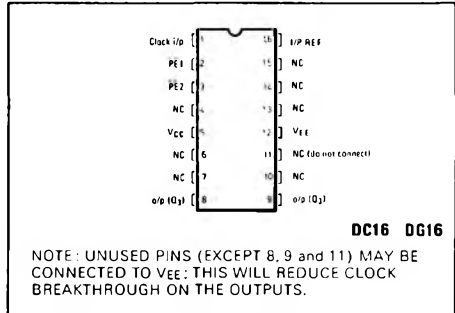 Clock i/p 1 16 I/P REF
PE1 2 15 NC
PE2 3 14 NC
NC 4 13 NC
VCC 5 12 VEE
NC 6 11 NC (do not connect)
NC 7 10 NC
o/p (Q3) 8 9 o/p (Q3)
DC16 DG16
NOTE: UNUSED PINS (EXCEPT 8, 9 and 11) MAY BE
CONNECTED TO VEE; THIS WILL REDUCE CLOCK
BREAKTHROUGH ON THE OUTPUTS.